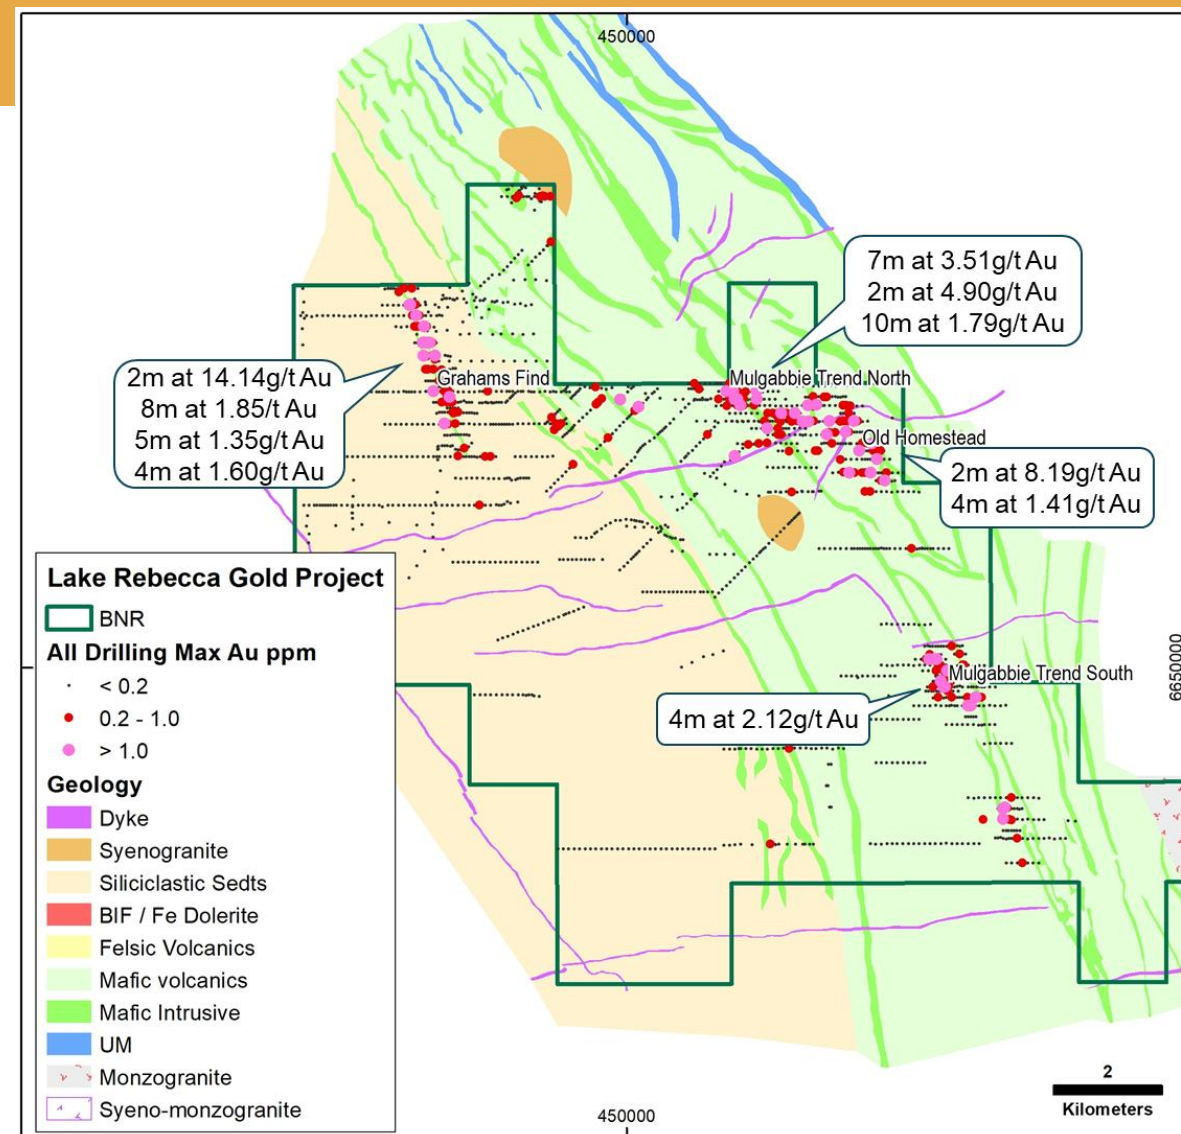 450000
7m at 3.51g/t Au
2m at 4.90g/t Au
10m at 1.79g/t Au
2m at 14.14g/t Au
8m at 1.85/t Au
5m at 1.35g/t Au
4m at 1.60g/t Au
Grahams Find
Mulgabbie Trend North
Old Homestead
2m at 8.19g/t Au
4m at 1.41g/t Au
Mulgabbie Trend South
4m at 2.12g/t Au
6650000
Lake Rebecca Gold Project
BNR
All Drilling Max Au ppm
< 0.2
0.2 - 1.0
> 1.0
Geology
Dyke
Syenogranite
Siliciclastic Sedts
BIF / Fe Dolerite
Felsic Volcanics
Mafic volcanics
Mafic Intrusive
UM
Monzogranite
Syeno-monzogranite
2
Kilometers
450000